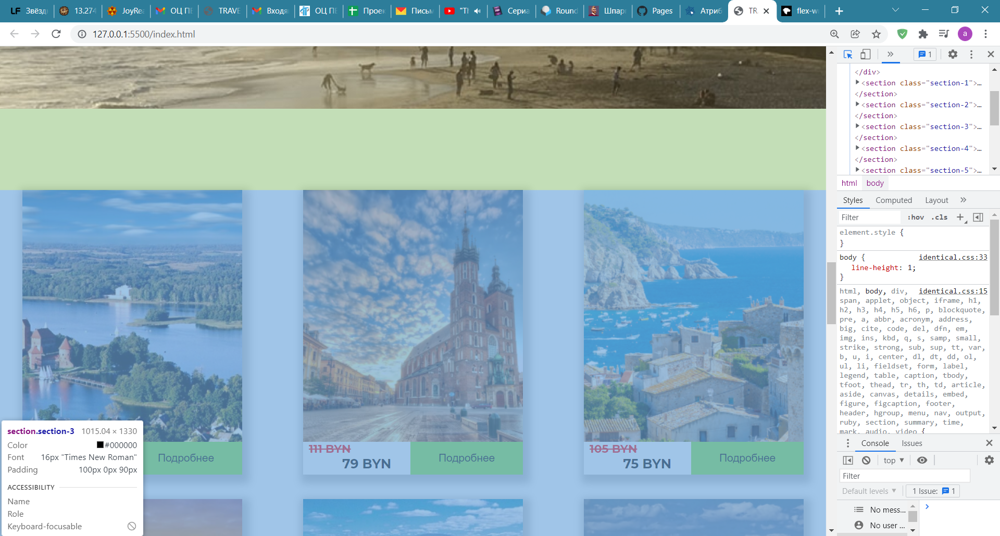 LF Звёзд 13.274 JoyRea ОЦ ПЕ TRAVE Входя ОЦ ПЕ Проек Письм "Th Сериа Round Шпарг Pages Атриб TR flex-wr
127.0.0.1:5500/index.html
1
</div>
<section class="section-1">…
</section>
<section class="section-2">…
</section>
<section class="section-3">…
</section>
<section class="section-4">…
</section>
<section class="section-5">…
html body
Styles Computed Layout
Filter :hov .cls
element.style {
}
body { identical.css:33
line-height: 1;
}
html, body, div, identical.css:15
span, applet, object, iframe, h1,
h2, h3, h4, h5, h6, p, blockquote,
pre, a, abbr, acronym, address,
big, cite, code, del, dfn, em,
img, ins, kbd, q, s, samp, small,
strike, strong, sub, sup, tt, var,
b, u, i, center, dl, dt, dd, ol,
ul, li, fieldset, form, label,
legend, table, caption, tbody,
tfoot, thead, tr, th, td, article,
aside, canvas, details, embed,
figure, figcaption, footer,
header, hgroup, menu, nav, output,
ruby, section, summary, time,
mark, audio, video {
Console Issues
top
Filter
Default levels 1 Issue: 1
No mess...
No user ...
section.section-3 1015.04 × 1330
Color #000000
Font 16px "Times New Roman"
Padding 100px 0px 90px
ACCESSIBILITY
Name
Role
Keyboard-focusable
Подробнее
111 BYN
79 BYN
Подробнее
105 BYN
75 BYN
Подробнее